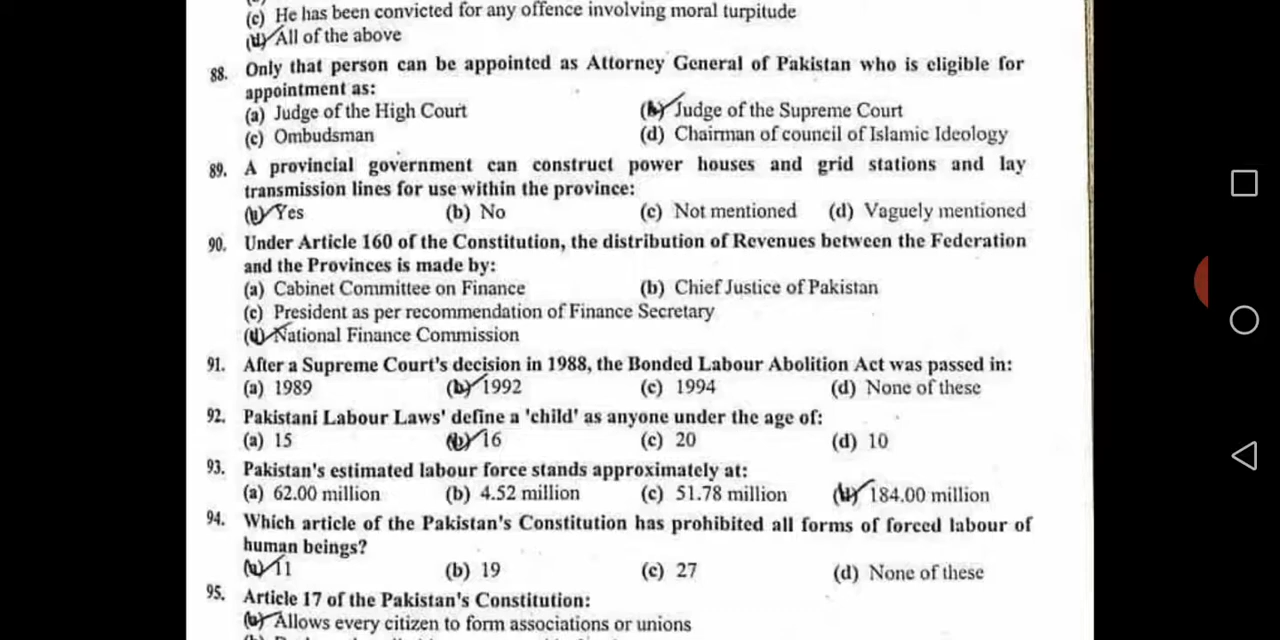 (c) He has been convicted for any offence involving moral turpitude
(d) All of the above
88. Only that person can be appointed as Attorney General of Pakistan who is eligible for
appointment as:
(a) Judge of the High Court (b) Judge of the Supreme Court
(c) Ombudsman (d) Chairman of council of Islamic Ideology
89. A provincial government can construct power houses and grid stations and lay
transmission lines for use within the province:
(a) Yes (b) No (c) Not mentioned (d) Vaguely mentioned
90. Under Article 160 of the Constitution, the distribution of Revenues between the Federation
and the Provinces is made by:
(a) Cabinet Committee on Finance (b) Chief Justice of Pakistan
(c) President as per recommendation of Finance Secretary
(d) National Finance Commission
91. After a Supreme Court's decision in 1988, the Bonded Labour Abolition Act was passed in:
(a) 1989 (b) 1992 (c) 1994 (d) None of these
92. Pakistani Labour Laws' define a 'child' as anyone under the age of:
(a) 15 (b) 16 (c) 20 (d) 10
93. Pakistan's estimated labour force stands approximately at:
(a) 62.00 million (b) 4.52 million (c) 51.78 million (d) 184.00 million
94. Which article of the Pakistan's Constitution has prohibited all forms of forced labour of
human beings?
(a) 11 (b) 19 (c) 27 (d) None of these
95. Article 17 of the Pakistan's Constitution:
(a) Allows every citizen to form associations or unions